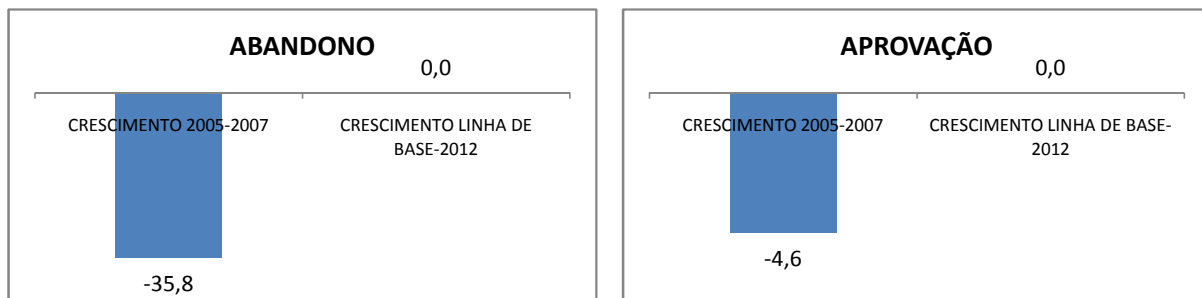 ABANDONO
0,0
CRESCIMENTO 2005-2007
CRESCIMENTO LINHA DE
BASE-2012
-35,8
APROVAÇÃO
0,0
CRESCIMENTO 2005-2007
CRESCIMENTO LINHA DE BASE-
2012
-4,6